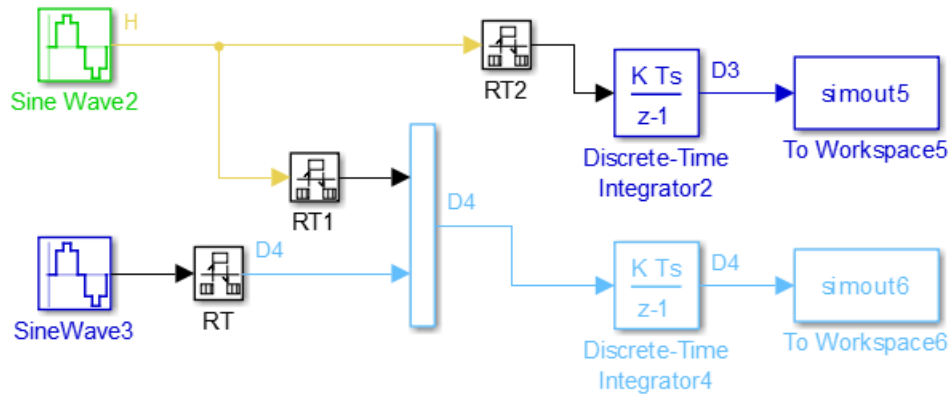 H
Sine Wave2
RT2
K Ts
z-1
D3
simout5
Discrete-Time
Integrator2
To Workspace5
RT1
D4
SineWave3
D4
RT
K Ts
z-1
D4
simout6
Discrete-Time
Integrator4
To Workspace6